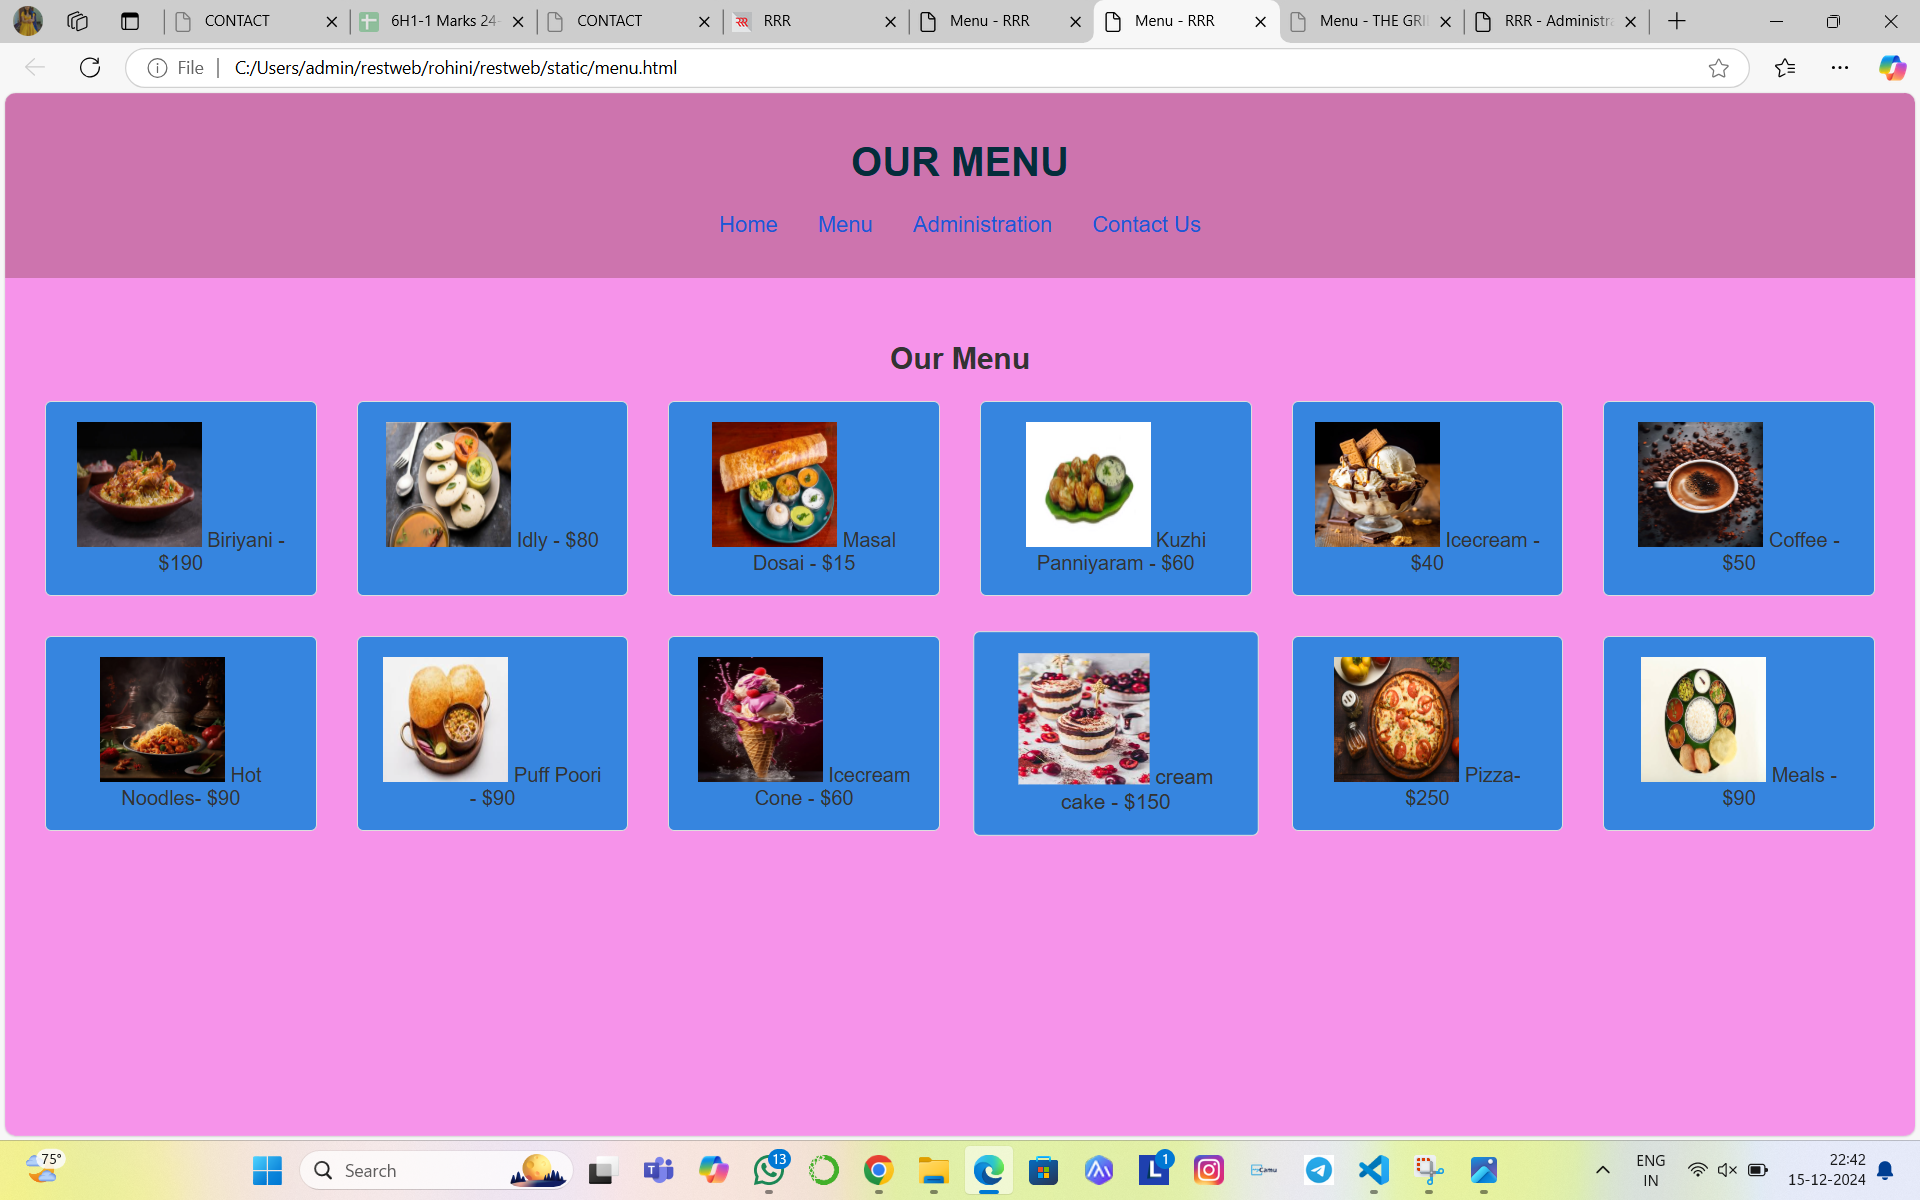 CONTACT
6H1-1 Marks 24-
CONTACT
RRR
Menu - RRR
Menu - RRR
Menu - THE GRI
RRR - Administra
File
C:/Users/admin/restweb/rohini/restweb/static/menu.html
OUR MENU
Home Menu Administration Contact Us
Our Menu
Biriyani -
$190
Idly - $80
Masal
Dosai - $15
Kuzhi
Panniyaram - $60
Icecream -
$40
Coffee -
$50
Hot
Noodles- $90
Puff Poori
- $90
Icecream
Cone - $60
cream
cake - $150
Pizza-
$250
Meals -
$90
75°
Search
13
1
Camu
ENG
IN
22:42
15-12-2024